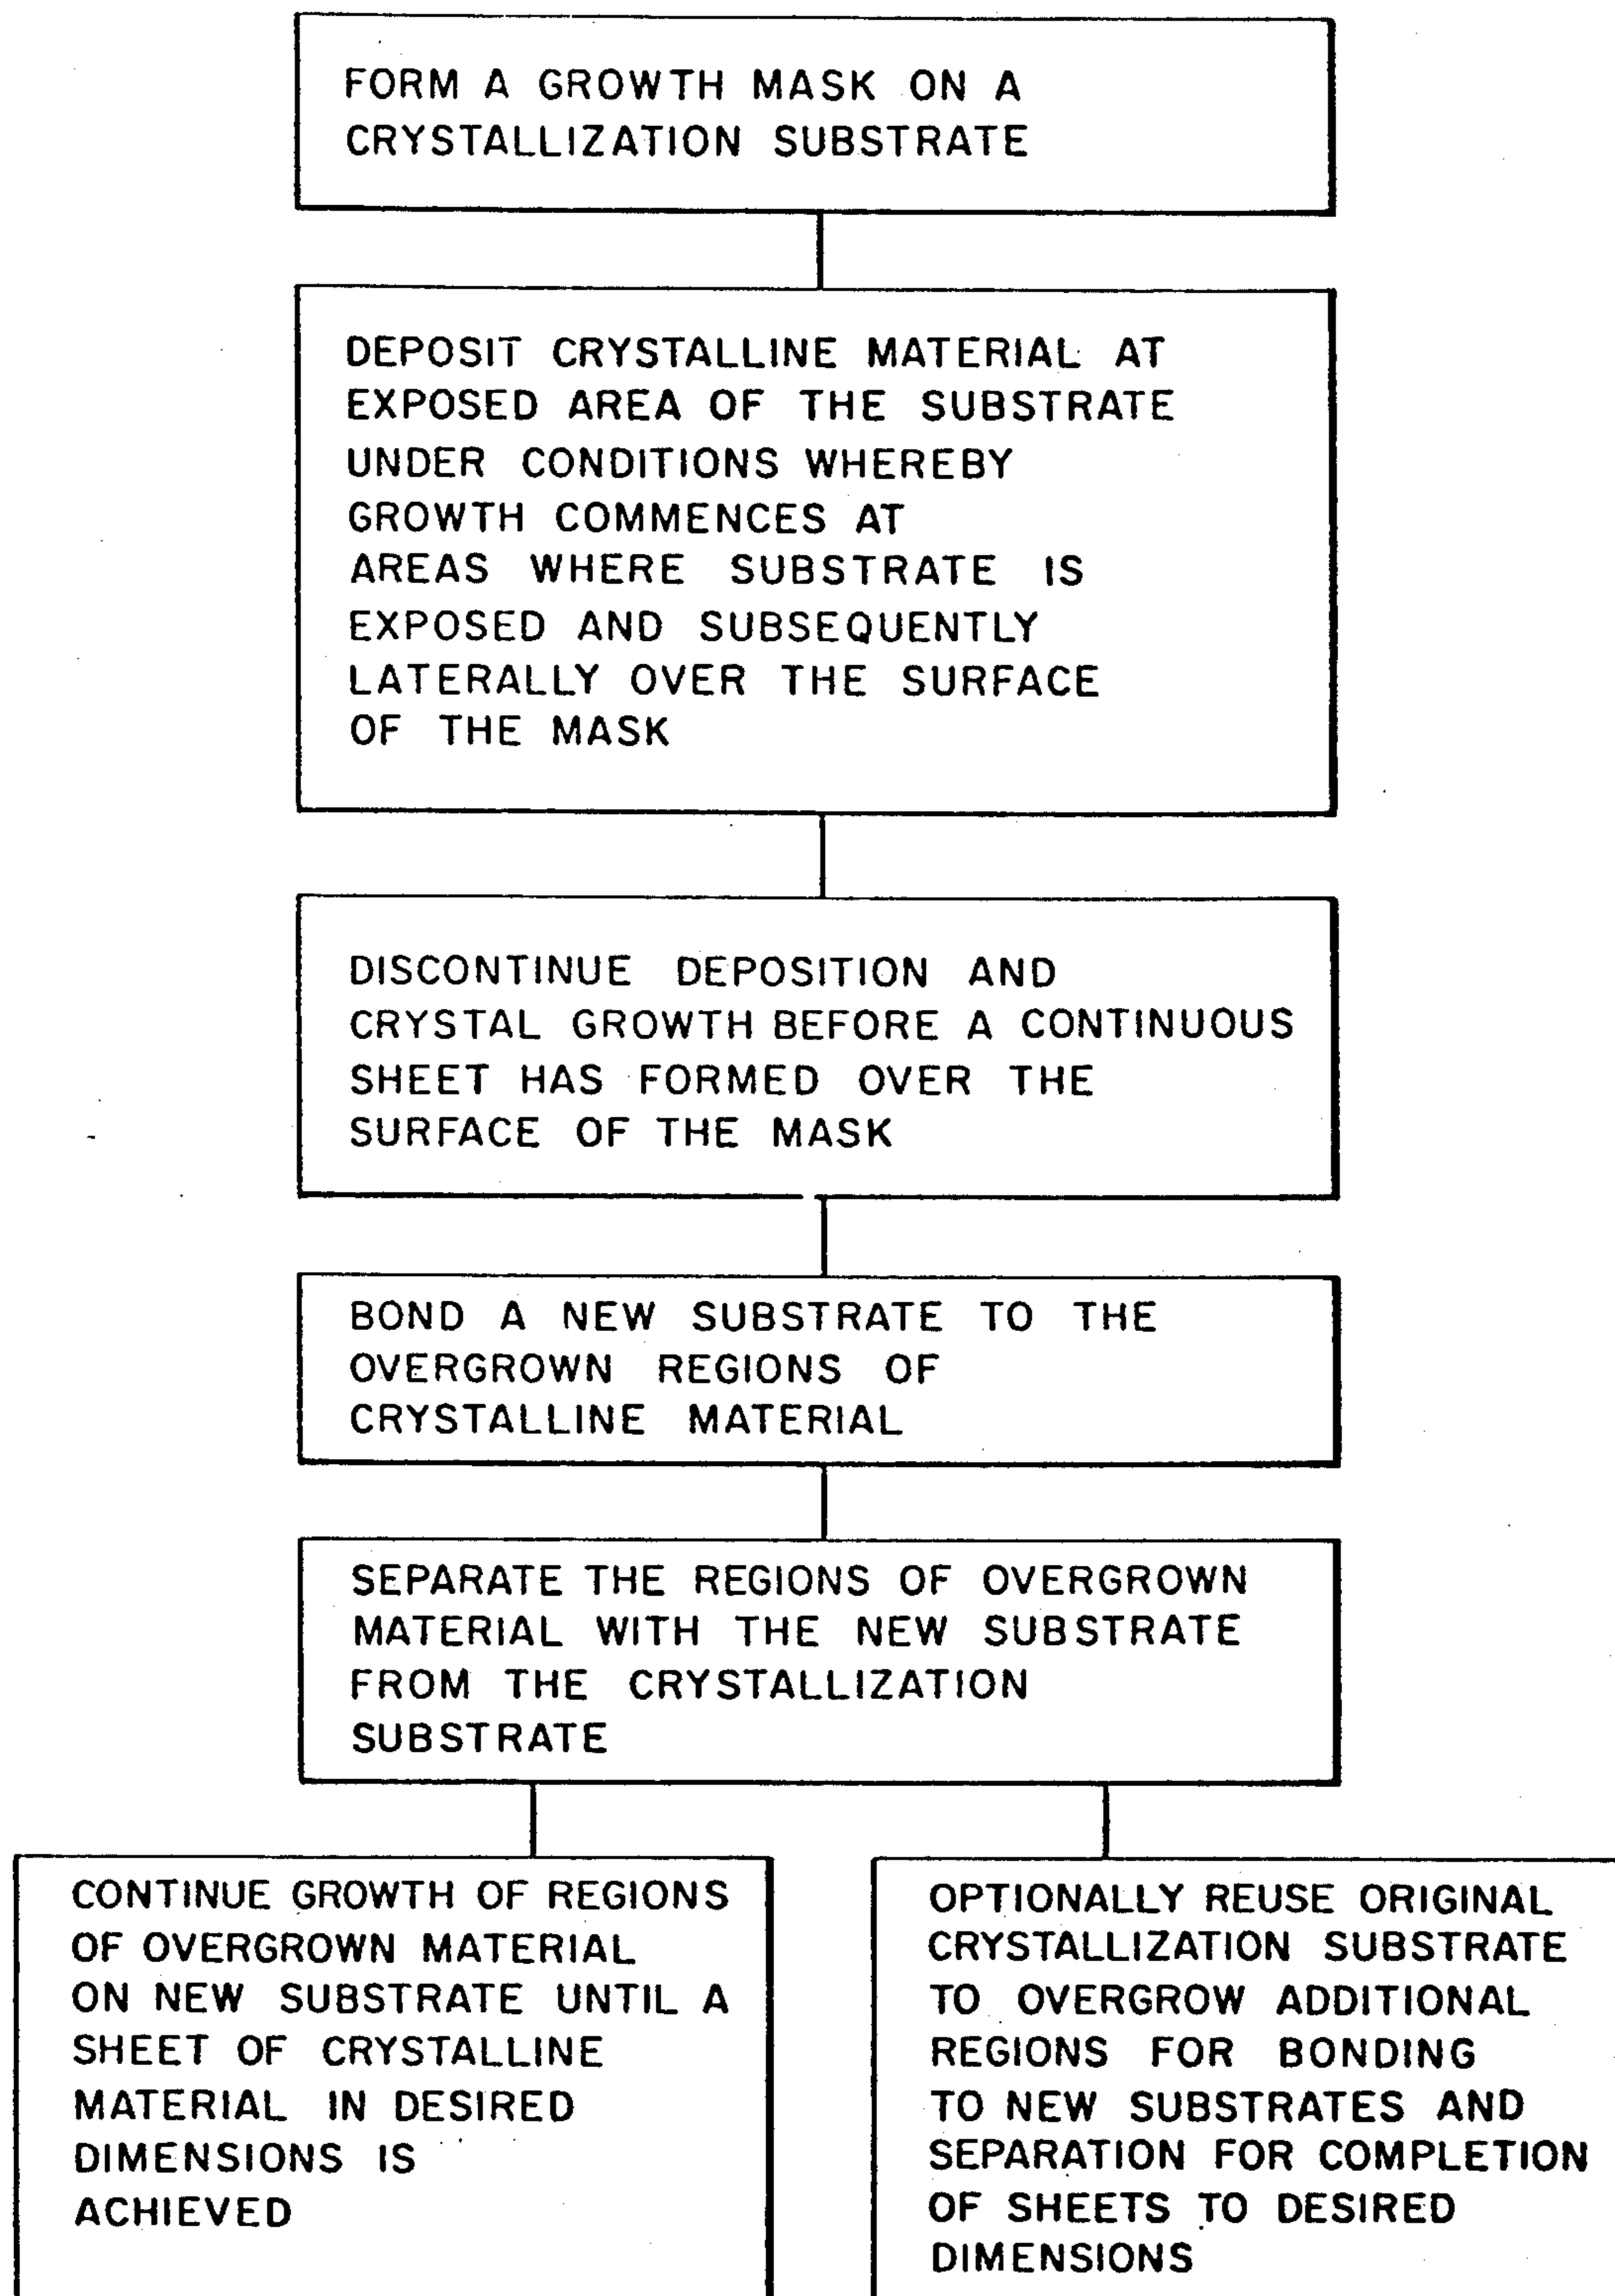 FORM A GROWTH MASK ON A
CRYSTALLIZATION SUBSTRATE
DEPOSIT CRYSTALLINE MATERIAL AT
EXPOSED AREA OF THE SUBSTRATE
UNDER CONDITIONS WHEREBY
GROWTH COMMENCES AT
AREAS WHERE SUBSTRATE IS
EXPOSED AND SUBSEQUENTLY
LATERALLY OVER THE SURFACE
OF THE MASK
DISCONTINUE DEPOSITION AND
CRYSTAL GROWTH BEFORE A CONTINUOUS
SHEET HAS FORMED OVER THE
SURFACE OF THE MASK
BOND A NEW SUBSTRATE TO THE
OVERGROWN REGIONS OF
CRYSTALLINE MATERIAL
SEPARATE THE REGIONS OF OVERGROWN
MATERIAL WITH THE NEW SUBSTRATE
FROM THE CRYSTALLIZATION
SUBSTRATE
CONTINUE GROWTH OF REGIONS
OF OVERGROWN MATERIAL
ON NEW SUBSTRATE UNTIL A
SHEET OF CRYSTALLINE
MATERIAL IN DESIRED
DIMENSIONS IS
ACHIEVED
OPTIONALLY REUSE ORIGINAL
CRYSTALLIZATION SUBSTRATE
TO OVERGROW ADDITIONAL
REGIONS FOR BONDING
TO NEW SUBSTRATES AND
SEPARATION FOR COMPLETION
OF SHEETS TO DESIRED
DIMENSIONS